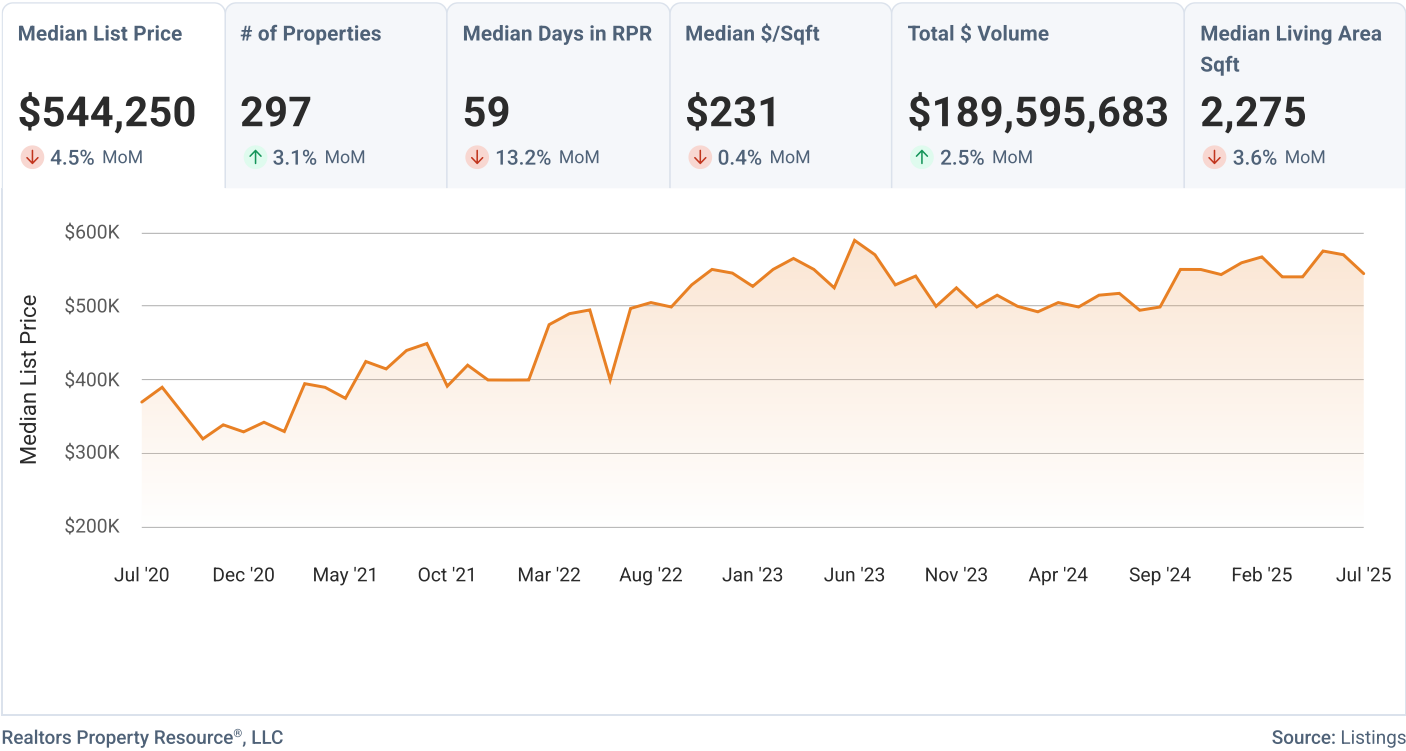 Median List Price
$544,250
4.5% MoM
# of Properties
297
3.1% MoM
Median Days in RPR
59
13.2% MoM
Median $/Sqft
$231
0.4% MoM
Total $ Volume
$189,595,683
2.5% MoM
Median Living Area
Sqft
2,275
3.6% MoM
Median List Price
$600K
$500K
$400K
$300K
$200K
Jul '20 Dec '20 May '21 Oct '21 Mar '22 Aug '22 Jan '23 Jun '23 Nov '23 Apr '24 Sep '24 Feb '25 Jul '25
Realtors Property Resource®, LLC
Source: Listings